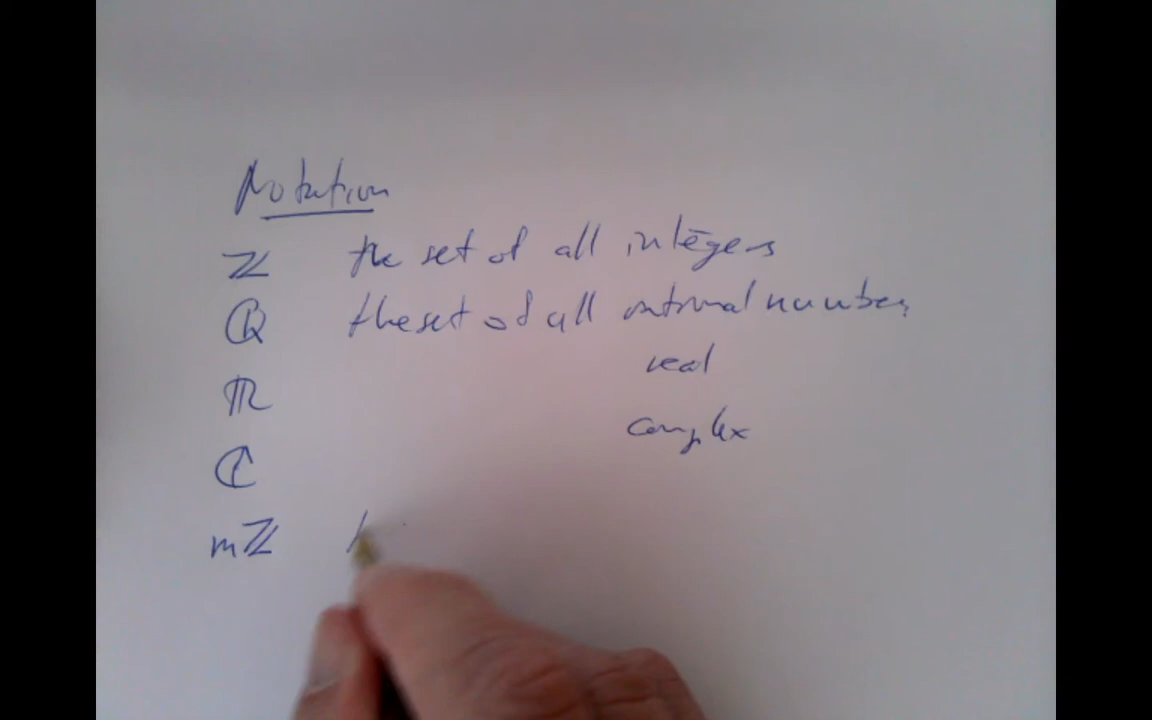 Notation
ℤ the set of all integers
ℚ the set of all rational numbers
ℝ real
ℂ complex
mℤ